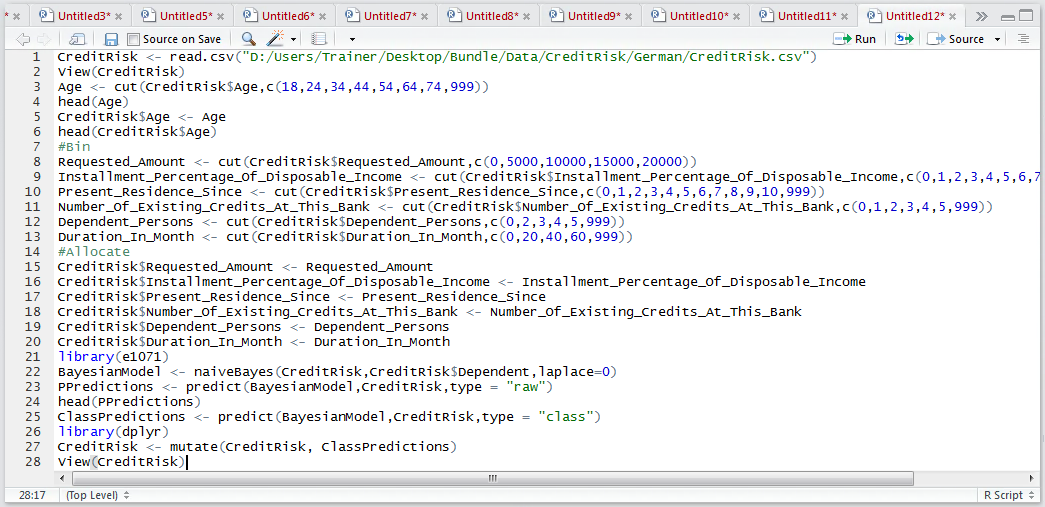 * × Untitled3* × Untitled5* × Untitled6* × Untitled7* × Untitled8* × Untitled9* × Untitled10* × Untitled11* × Untitled12* ×
Source on Save Run Source
1 CreditRisk <- read.csv("D:/Users/Trainer/Desktop/Bundle/Data/CreditRisk/German/CreditRisk.csv")
2 View(CreditRisk)
3 Age <- cut(CreditRisk$Age,c(18,24,34,44,54,64,74,999))
4 head(Age)
5 CreditRisk$Age <- Age
6 head(CreditRisk$Age)
7 #Bin
8 Requested_Amount <- cut(CreditRisk$Requested_Amount,c(0,5000,10000,15000,20000))
9 Installment_Percentage_Of_Disposable_Income <- cut(CreditRisk$Installment_Percentage_Of_Disposable_Income,c(0,1,2,3,4,5,6,7
10 Present_Residence_Since <- cut(CreditRisk$Present_Residence_Since,c(0,1,2,3,4,5,6,7,8,9,10,999))
11 Number_Of_Existing_Credits_At_This_Bank <- cut(CreditRisk$Number_Of_Existing_Credits_At_This_Bank,c(0,1,2,3,4,5,999))
12 Dependent_Persons <- cut(CreditRisk$Dependent_Persons,c(0,2,3,4,5,999))
13 Duration_In_Month <- cut(CreditRisk$Duration_In_Month,c(0,20,40,60,999))
14 #Allocate
15 CreditRisk$Requested_Amount <- Requested_Amount
16 CreditRisk$Installment_Percentage_Of_Disposable_Income <- Installment_Percentage_Of_Disposable_Income
17 CreditRisk$Present_Residence_Since <- Present_Residence_Since
18 CreditRisk$Number_Of_Existing_Credits_At_This_Bank <- Number_Of_Existing_Credits_At_This_Bank
19 CreditRisk$Dependent_Persons <- Dependent_Persons
20 CreditRisk$Duration_In_Month <- Duration_In_Month
21 library(e1071)
22 BayesianModel <- naiveBayes(CreditRisk,CreditRisk$Dependent,laplace=0)
23 PPredictions <- predict(BayesianModel,CreditRisk,type = "raw")
24 head(PPredictions)
25 ClassPredictions <- predict(BayesianModel,CreditRisk,type = "class")
26 library(dplyr)
27 CreditRisk <- mutate(CreditRisk, ClassPredictions)
28 View(CreditRisk)
28:17 (Top Level) R Script